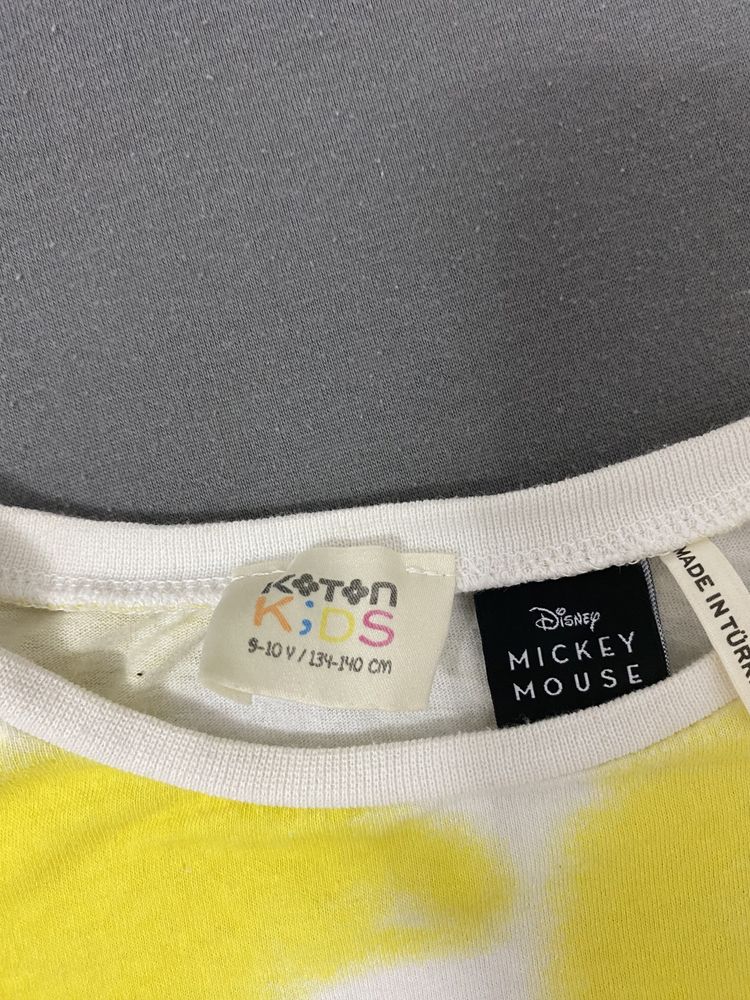 KOTON
KiDS
9-10 Y / 134-140 CM
Disney
MICKEY
MOUSE
MADE IN TÜRK